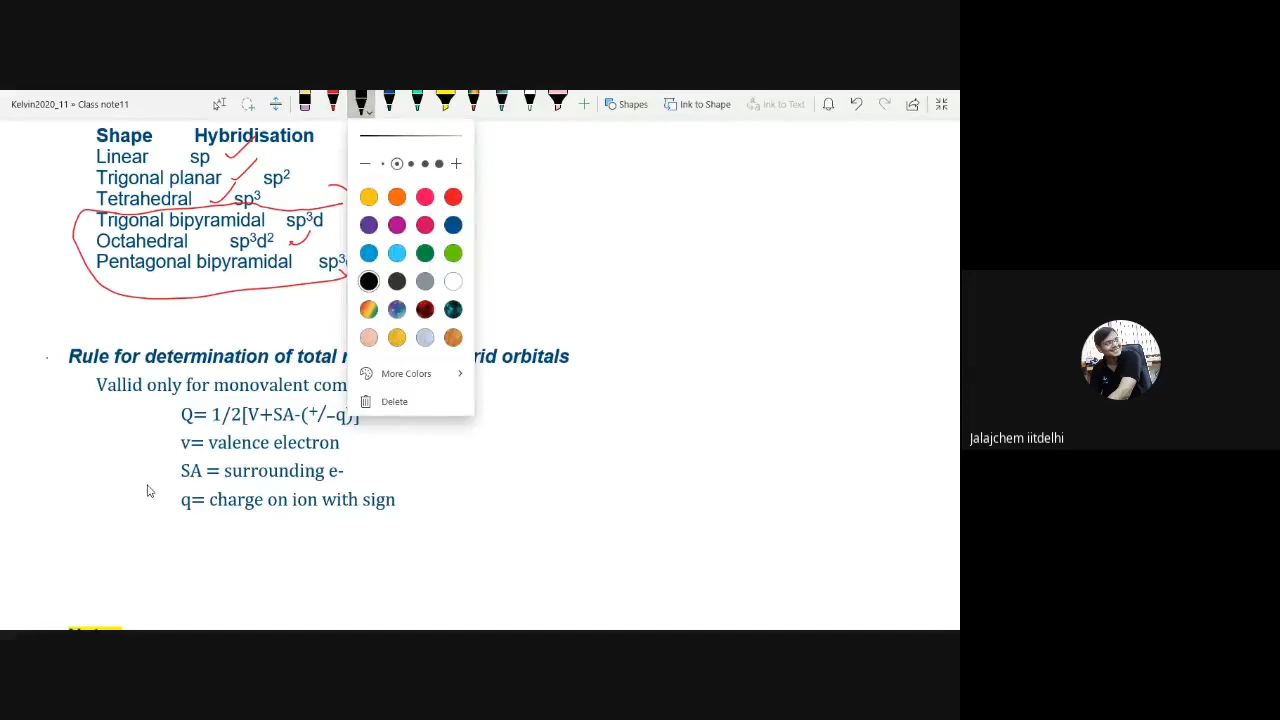 Kelvin2020_11 » Class note11
Shapes
Ink to Shape
Ink to Text
Shape Hybridisation
Linear sp
Trigonal planar sp²
Tetrahedral sp³
Trigonal bipyramidal sp³d
Octahedral sp³d²
Pentagonal bipyramidal sp³
More Colors
Delete
Rule for determination of total orbitals
Vallid only for monovalent
Q= 1/2[V+SA-(+/–q)]
v= valence electron
SA = surrounding e-
q= charge on ion with sign
Jalajchem iitdelhi